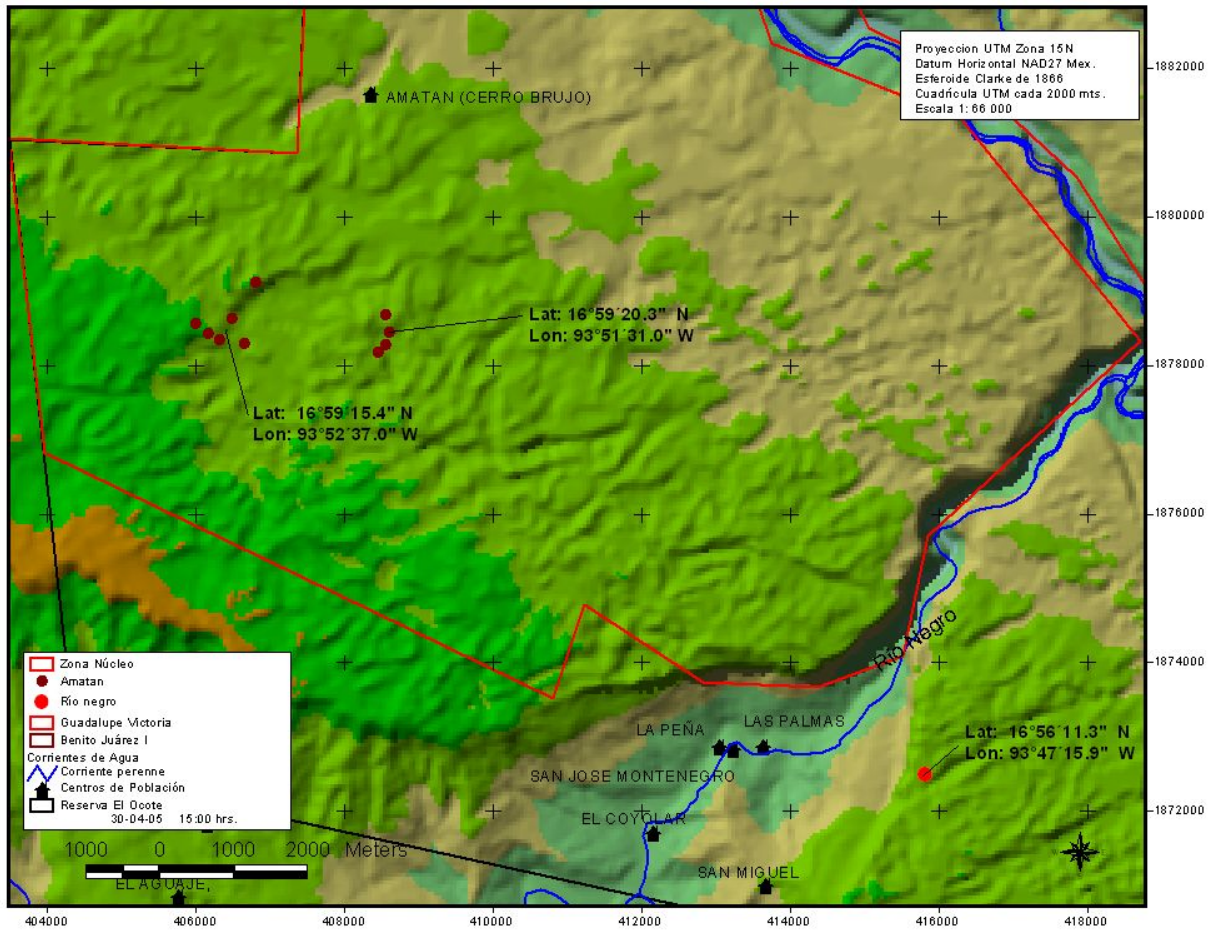 Proyeccion UTM Zona 15N
Datum Horizontal NAD27 Mex.
Esferoide Clarke de 1866
Cuadrícula UTM cada 2000 mts.
Escala 1: 66 000
1882000
AMATAN (CERRO BRUJO)
1880000
Lat: 16°59´20.3" N
Lon: 93°51´31.0" W
1878000
Lat: 16°59´15.4" N
Lon: 93°52´37.0" W
1876000
Río Negro
1874000
Zona Núcleo
Amatan
Río negro
Guadalupe Victoria
Benito Juárez I
Corrientes de Agua
Corriente perenne
Centros de Población
Reserva El Ocote
30-04-05 15:00 hrs.
LA PEÑA
LAS PALMAS
SAN JOSE MONTENEGRO
Lat: 16°56´11.3" N
Lon: 93°47´15.9" W
EL COYOLAR
1872000
1000 0 1000 2000 Meters
EL AGUAJE,
SAN MIGUEL
404000 406000 408000 410000 412000 414000 416000 418000